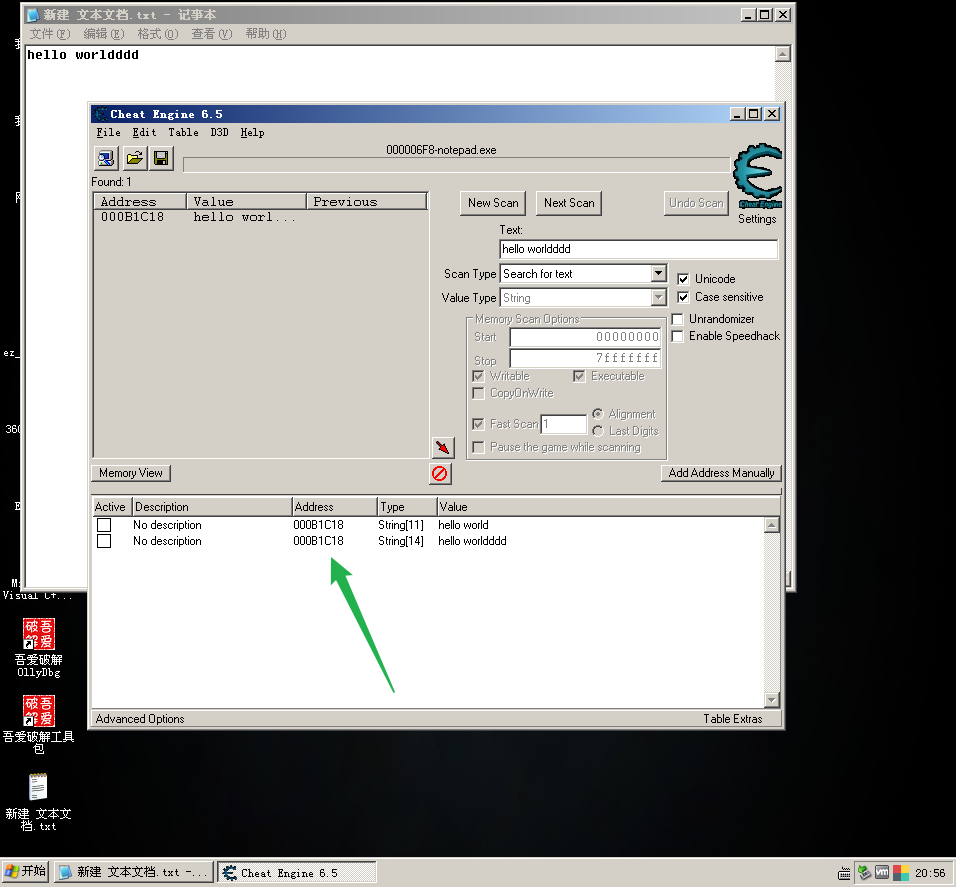 新建 文本文档.txt - 记事本
文件(F) 编辑(E) 格式(O) 查看(V) 帮助(H)
hello worldddd
Cheat Engine 6.5
File Edit Table D3D Help
000006F8-notepad.exe
Found: 1
Address Value Previous
000B1C18 hello worl...
New Scan Next Scan Undo Scan
Cheat Engine
Settings
Text:
hello worldddd
Scan Type Search for text
Unicode
Value Type String
Case sensitive
Memory Scan Options
Unrandomizer
Start 00000000
Enable Speedhack
Stop 7fffffff
Writable Executable
CopyOnWrite
Fast Scan 1
Alignment
Last Digits
Pause the game while scanning
Memory View
Add Address Manually
Active Description Address Type Value
No description 000B1C18 String[11] hello world
No description 000B1C18 String[14] hello worldddd
Advanced Options Table Extras
ez_
360
Visual C+...
破吾
解爱
吾爱破解
OllyDbg
破吾
解爱
吾爱破解工具
包
新建 文本文
档.txt
开始
新建 文本文档.txt -...
Cheat Engine 6.5
vm
20:56